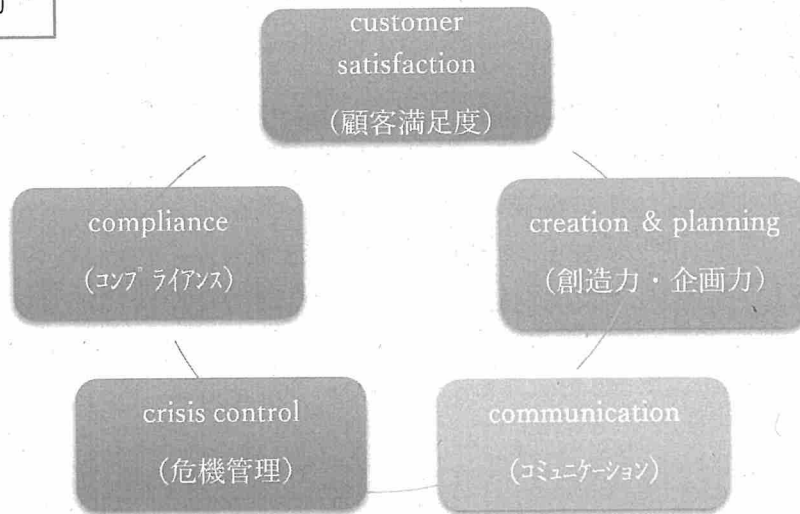 customer
satisfaction
(顧客満足度)
creation & planning
(創造力・企画力)
communication
(コミュニケーション)
crisis control
(危機管理)
compliance
(コンプライアンス)